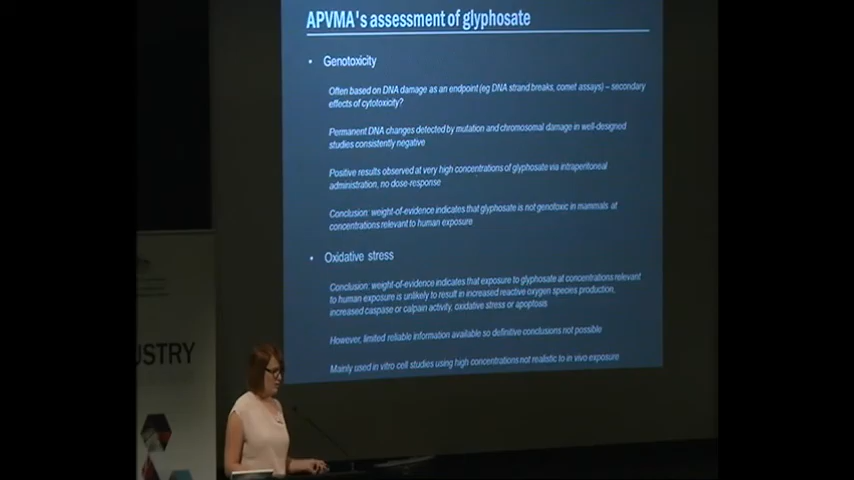 APVMA's assessment of glyphosate
• Genotoxicity
Often based on DNA damage as an endpoint (eg DNA strand breaks, comet assays) – secondary
effects of cytotoxicity?
Permanent DNA changes detected by mutation and chromosomal damage in well-designed
studies consistently negative
Positive results observed at very high concentrations of glyphosate via intraperitoneal
administration, no dose-response
Conclusion: weight-of-evidence indicates that glyphosate is not genotoxic in mammals at
concentrations relevant to human exposure
• Oxidative stress
Conclusion: weight-of-evidence indicates that exposure to glyphosate at concentrations relevant
to human exposure is unlikely to result in increased reactive oxygen species production,
increased caspase or calpain activity, oxidative stress or apoptosis
However, limited reliable information available so definitive conclusions not possible
Mainly used in vitro cell studies using high concentrations not realistic to in vivo exposure
USTRY